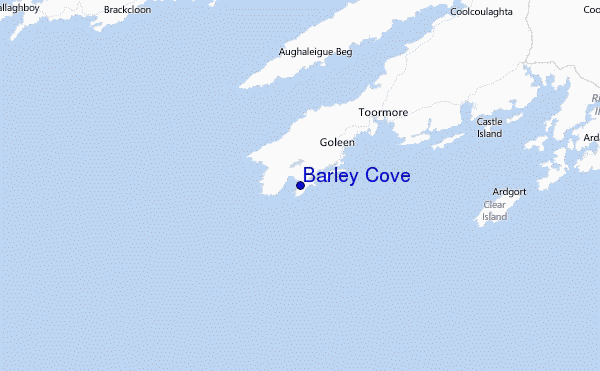 allaghboy
Brackcloon
Coolcoulaghta
Coo
Aughaleigue Beg
Toormore
Castle
Island
Goleen
Barley Cove
Ardgort
Clear
Island
Ard